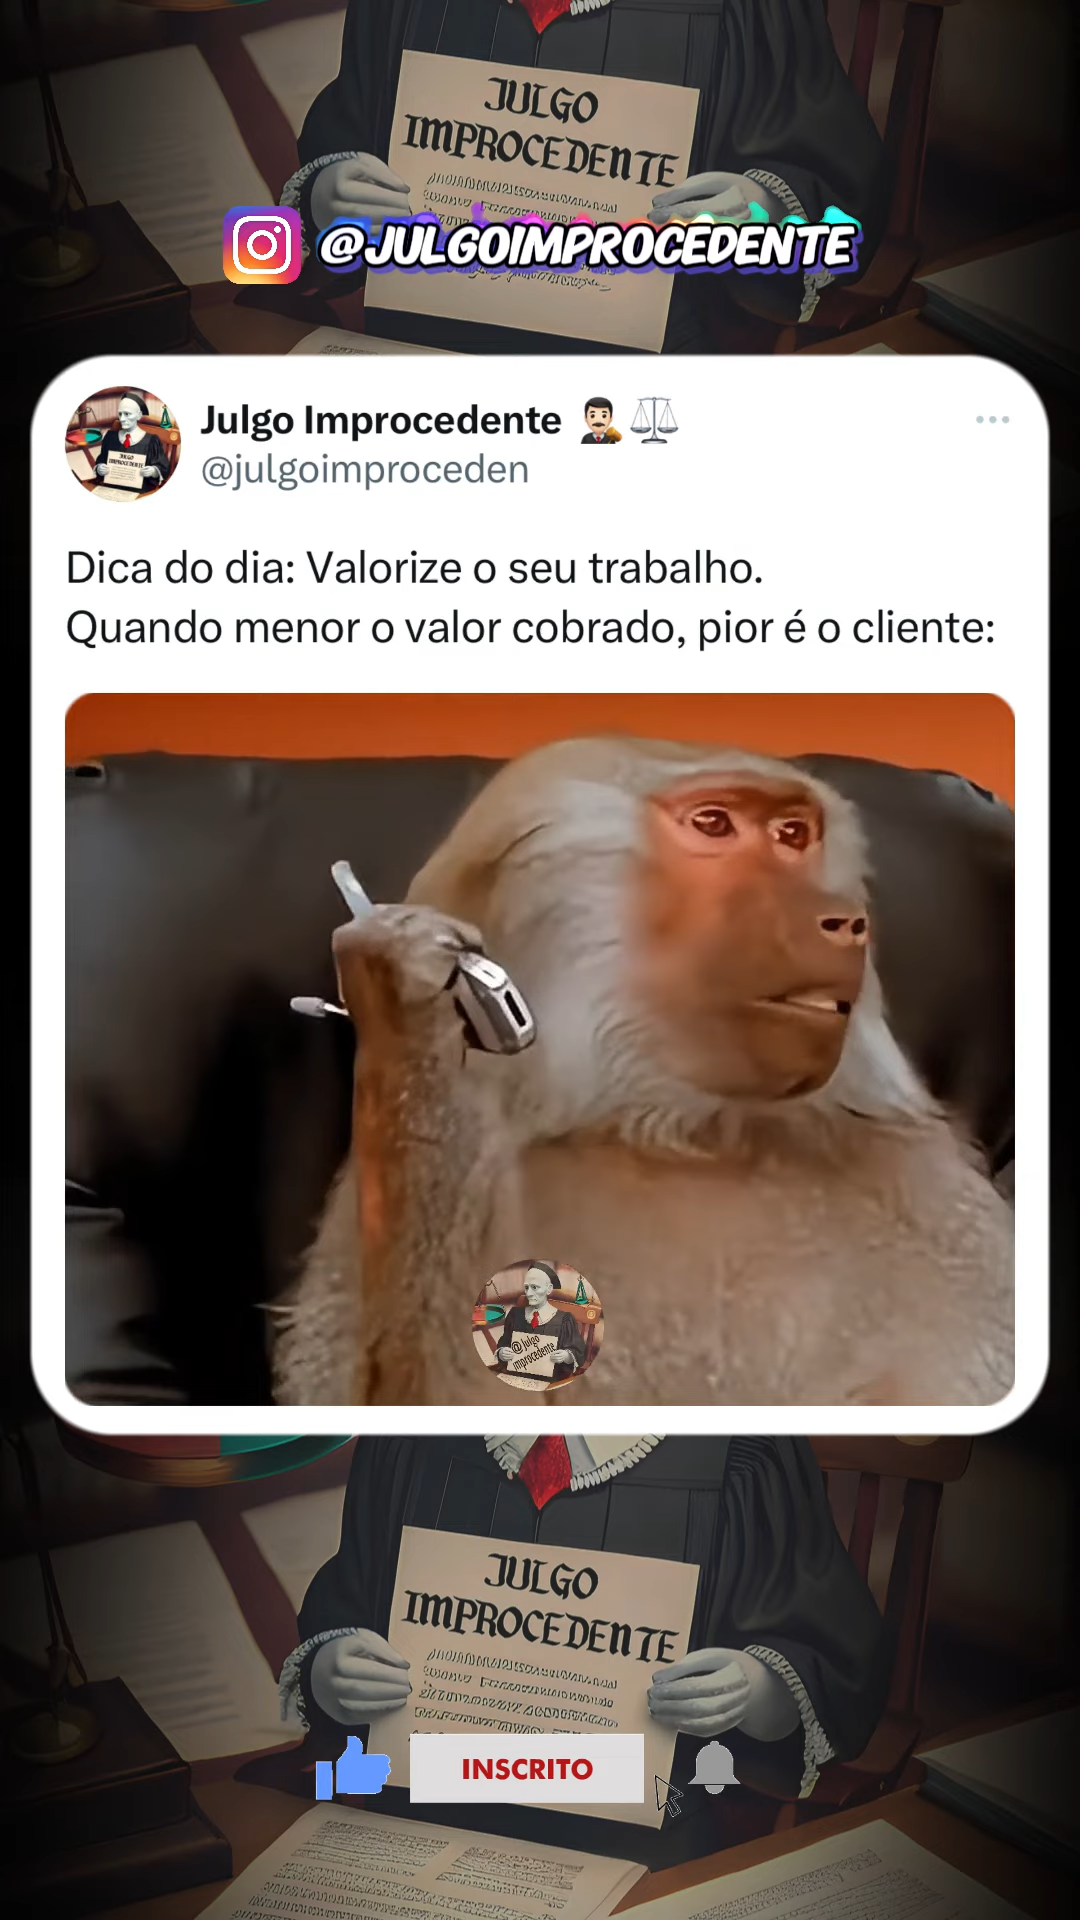 JULGO
IMPROCEDENTE
@JULGOIMPROCEDENTE
Julgo Improcedente
@julgoimproceden
Dica do dia: Valorize o seu trabalho.
Quando menor o valor cobrado, pior é o cliente:
@julgo
improcedente
JULGO
IMPROCEDENTE
INSCRITO